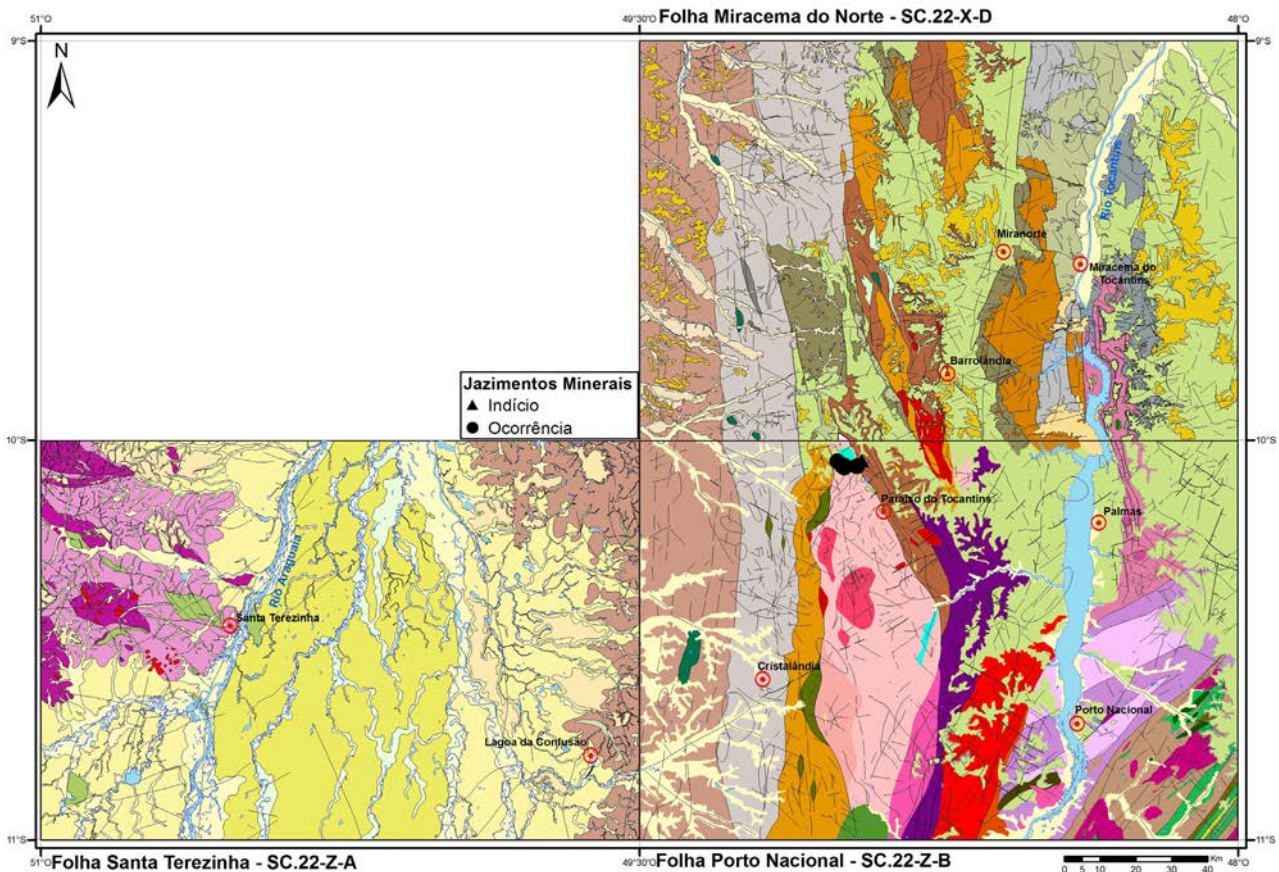 51°O
49°30'O
Folha Miracema do Norte - SC.22-X-D
48°O
9°S
9°S
N
Rio Tocantins
Miranorte
Miracema do
Tocantins
Barrolândia
Jazimentos Minerais
Indício
Ocorrência
10°S
10°S
Paraíso do Tocantins
Palmas
Rio Araguaia
Santa Terezinha
Cristalândia
Porto Nacional
Lagoa da Confusão
11°S
11°S
51°O
Folha Santa Terezinha - SC.22-Z-A
49°30'O
Folha Porto Nacional - SC.22-Z-B
48°O
0 5 10 20 30 40 Km